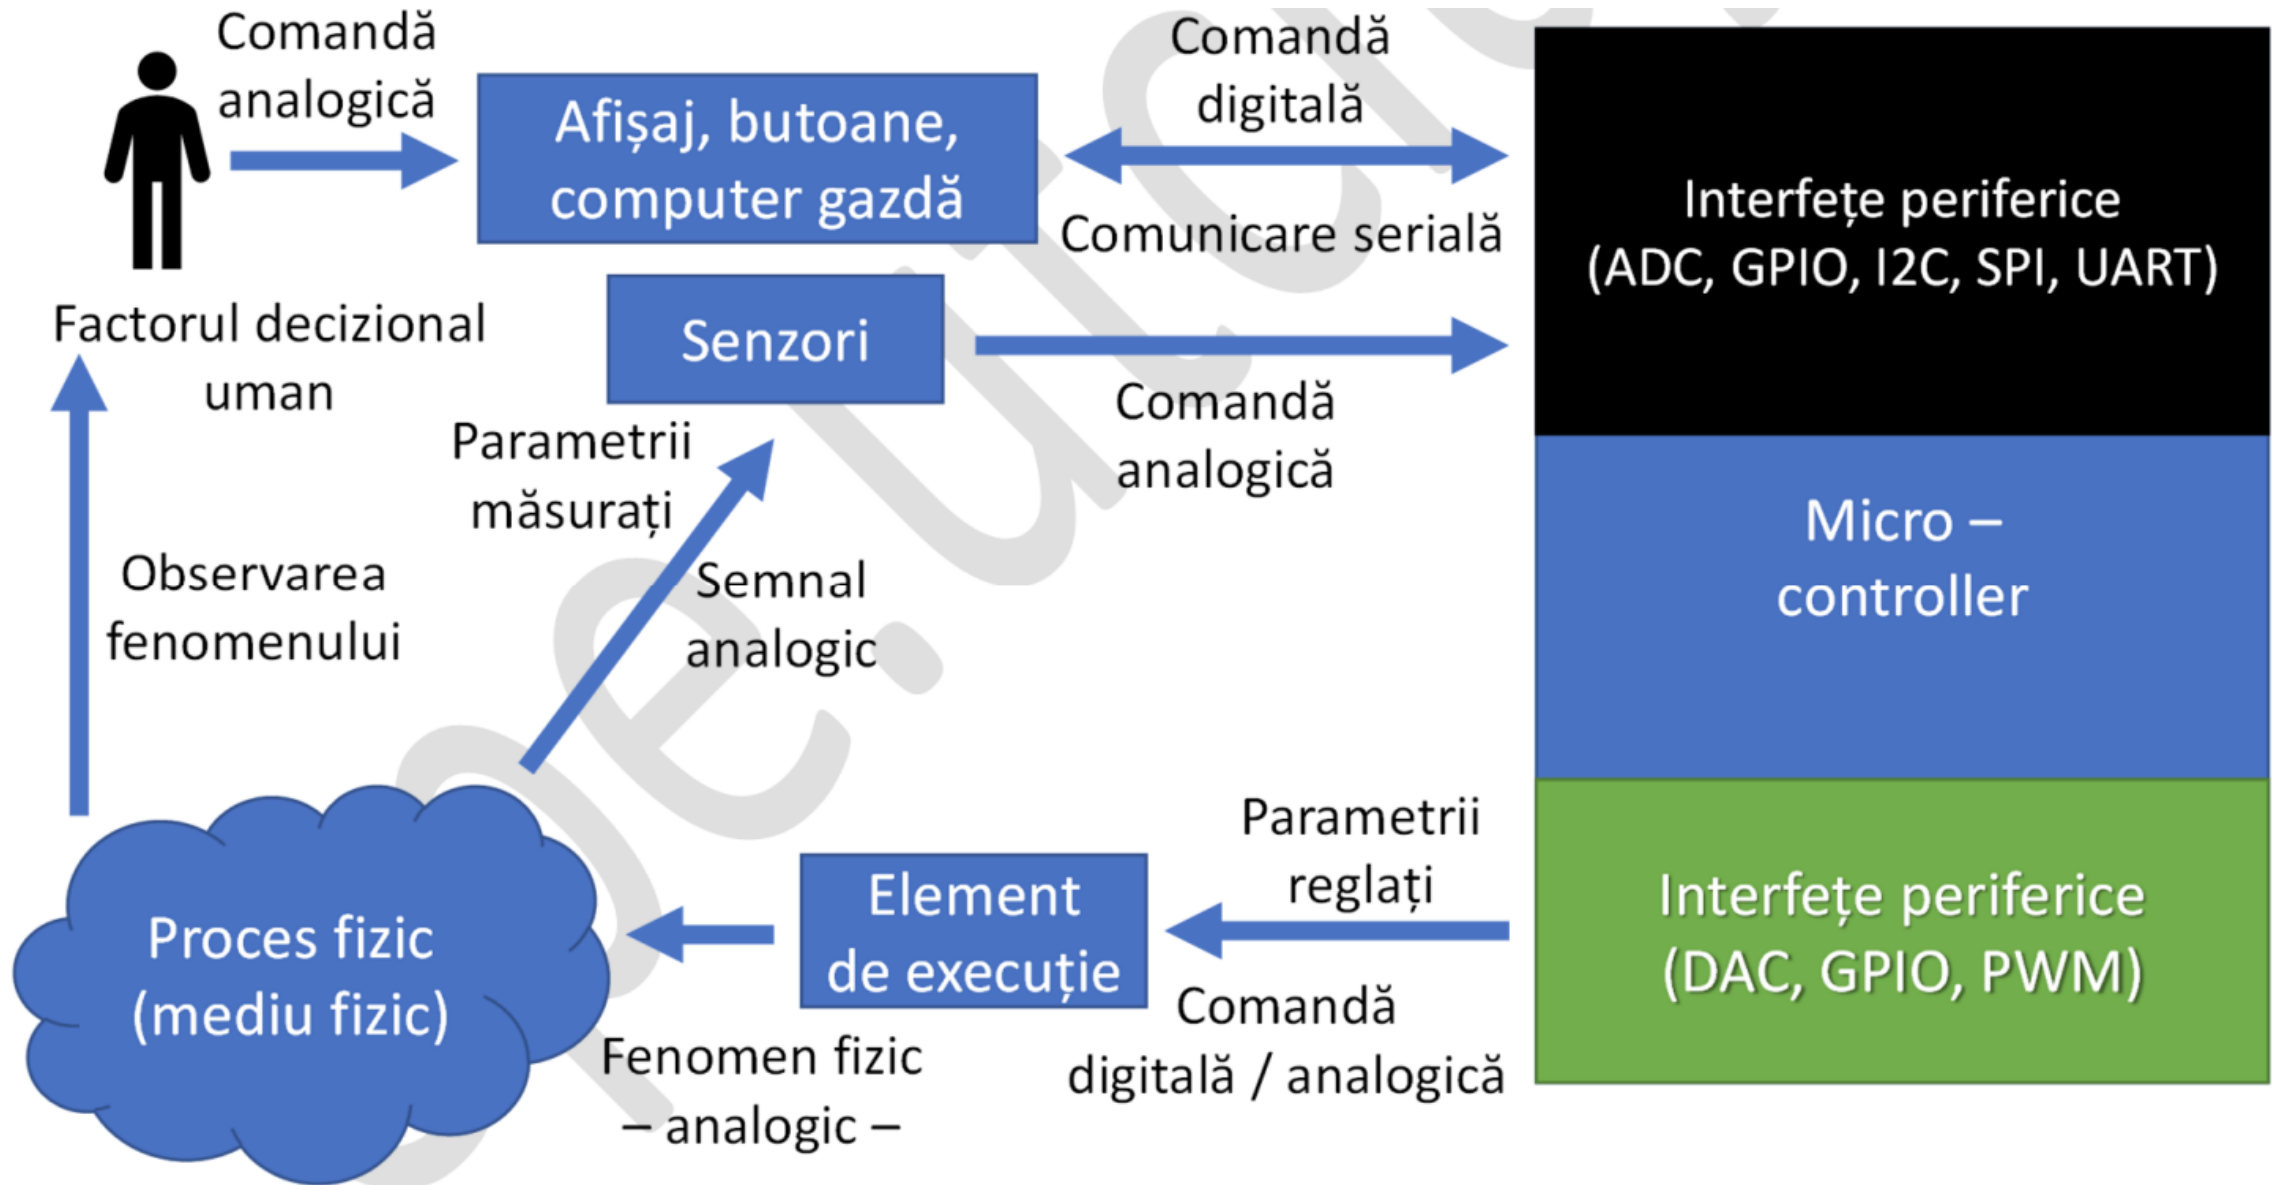 Comandă
analogică
Afișaj, butoane,
computer gazdă
Comandă
digitală
Comunicare serială
Interfețe periferice
(ADC, GPIO, I2C, SPI, UART)
Factorul decizional
uman
Senzori
Comandă
analogică
Parametrii
măsurați
Semnal
analogic
Observarea
fenomenului
Micro –
controller
Proces fizic
(mediu fizic)
Element
de execuție
Fenomen fizic
– analogic –
Parametrii
reglați
Comandă
digitală / analogică
Interfețe periferice
(DAC, GPIO, PWM)